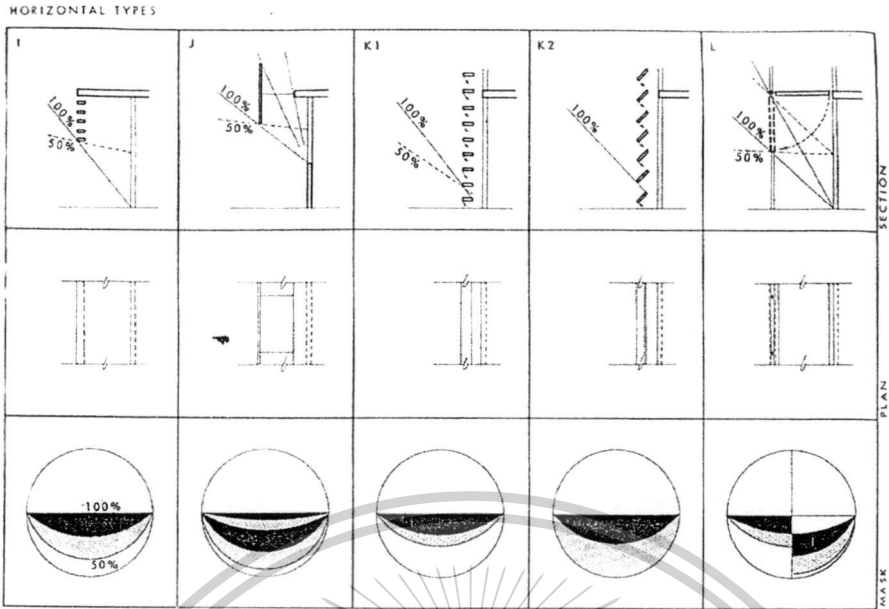 HORIZONTAL TYPES
I
J
K1
K2
L
100%
50%
100%
50%
100%
50%
100%
100%
50%
SECTION
PLAN
100%
50%
MASK